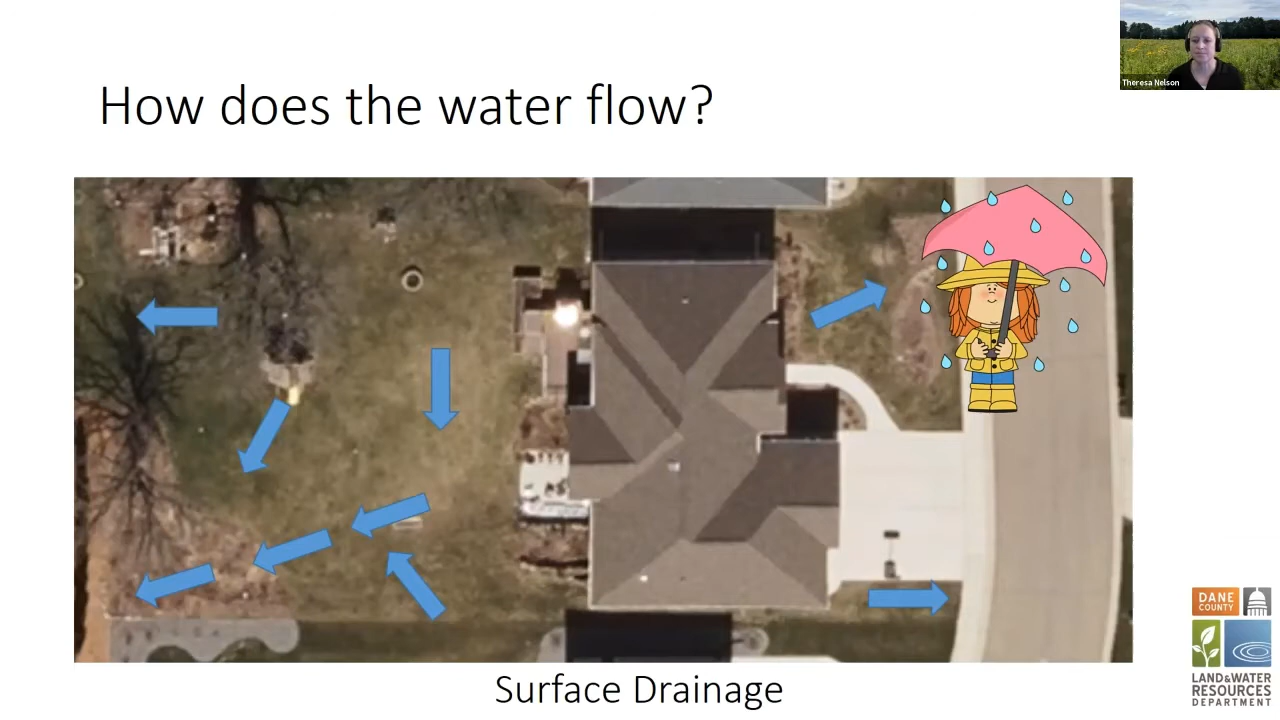 Theresa Nelson
How does the water flow?
Surface Drainage
DANE
COUNTY
LAND&WATER
RESOURCES
DEPARTMENT